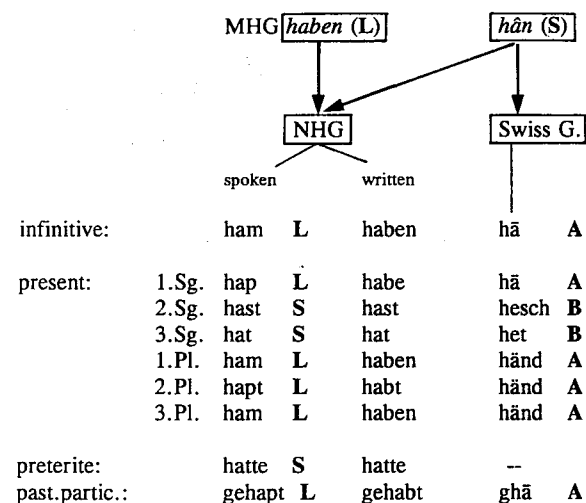 MHG haben (L) hân (S)
NHG Swiss G.
spoken written
infinitive: ham L haben hā A
present: 1.Sg. hap L habe hā A
2.Sg. hast S hast hesch B
3.Sg. hat S hat het B
1.Pl. ham L haben händ A
2.Pl. hapt L habt händ A
3.Pl. ham L haben händ A
preterite: hatte S hatte --
past.partic.: gehapt L gehabt ghā A